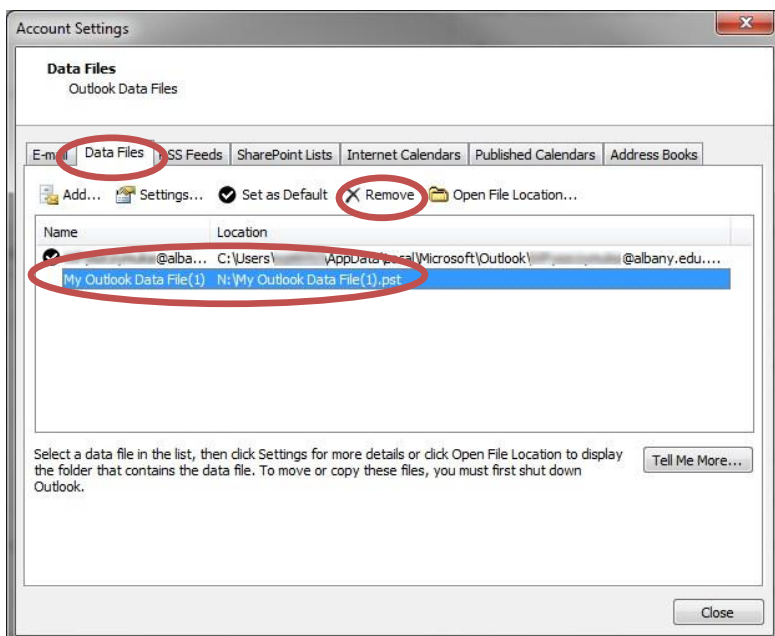 Account Settings
Data Files
Outlook Data Files
Data Files RSS Feeds SharePoint Lists Internet Calendars Published Calendars Address Books
Add... Settings... Set as Default Remove Open File Location...
Name Location
@alba... C:\Users\ \AppData\Local\Microsoft\Outlook\ @albany.edu....
My Outlook Data File(1) N:\My Outlook Data File(1).pst
Select a data file in the list, then click Settings for more details or click Open File Location to display
the folder that contains the data file. To move or copy these files, you must first shut down
Outlook.
Tell Me More...
Close